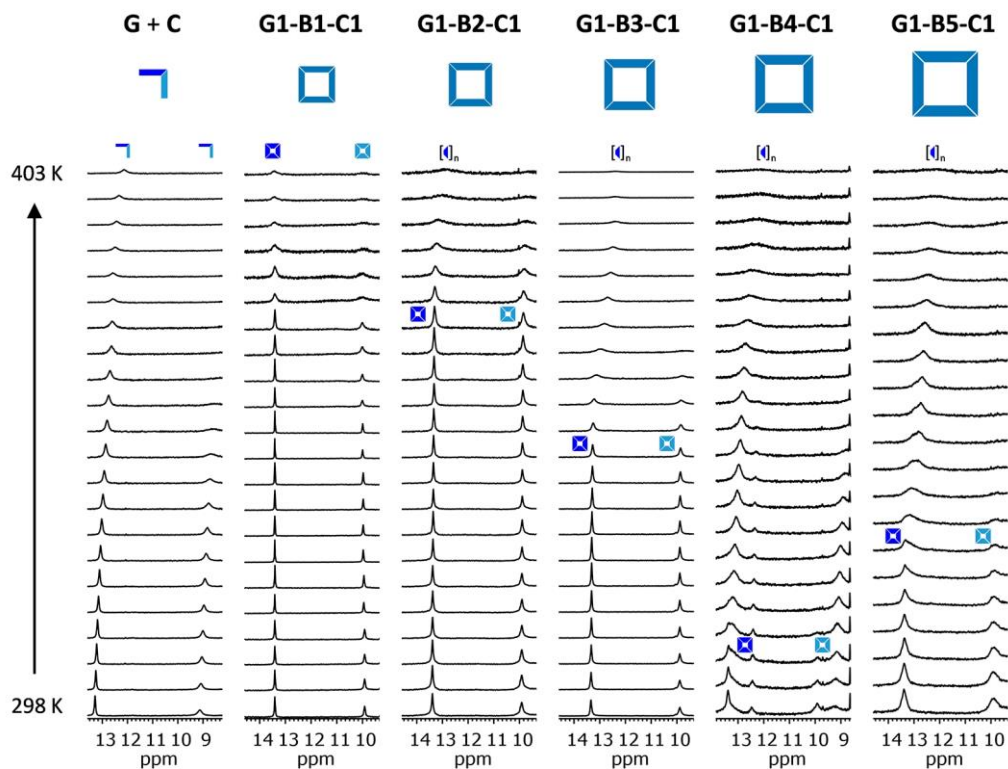 G + C G1-B1-C1 G1-B2-C1 G1-B3-C1 G1-B4-C1 G1-B5-C1
[ ]n [ ]n [ ]n [ ]n
403 K
298 K
13 12 11 10 9 14 13 12 11 10 14 13 12 11 10 14 13 12 11 10 13 12 11 10 9 14 13 12 11 10
ppm ppm ppm ppm ppm ppm